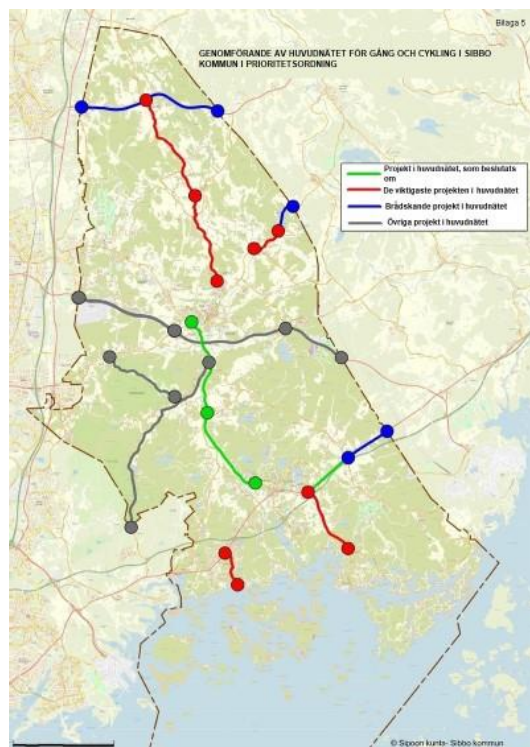 Bilaga 5
GENOMFÖRANDE AV HUVUDNÄTET FÖR GÅNG OCH CYKLING I SIBBO
KOMMUN I PRIORITETSORDNING
Projekt i huvudnätet, som beslutats
om
De viktigaste projekten i huvudnätet
Brådskande projekt i huvudnätet
Övriga projekt i huvudnätet
© Sipoon kunta- Sibbo kommun